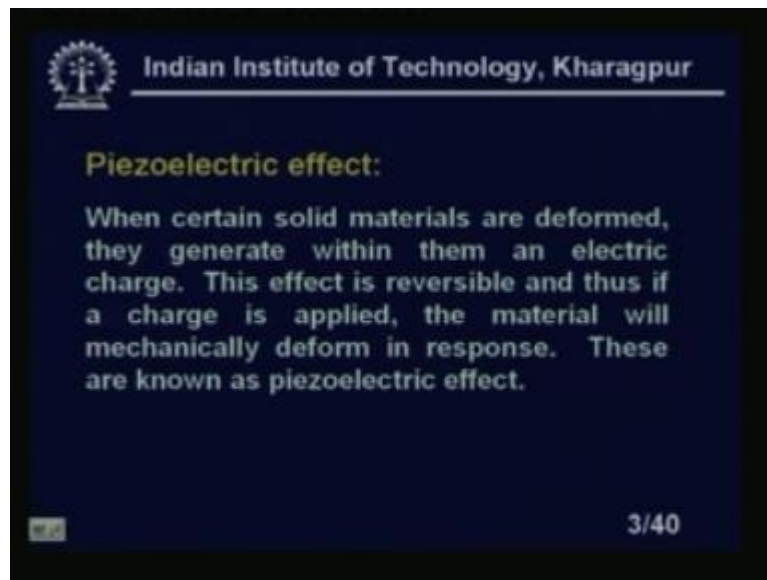 Indian Institute of Technology, Kharagpur
Piezoelectric effect:
When certain solid materials are deformed,
they generate within them an electric
charge. This effect is reversible and thus if
a charge is applied, the material will
mechanically deform in response. These
are known as piezoelectric effect.
3/40